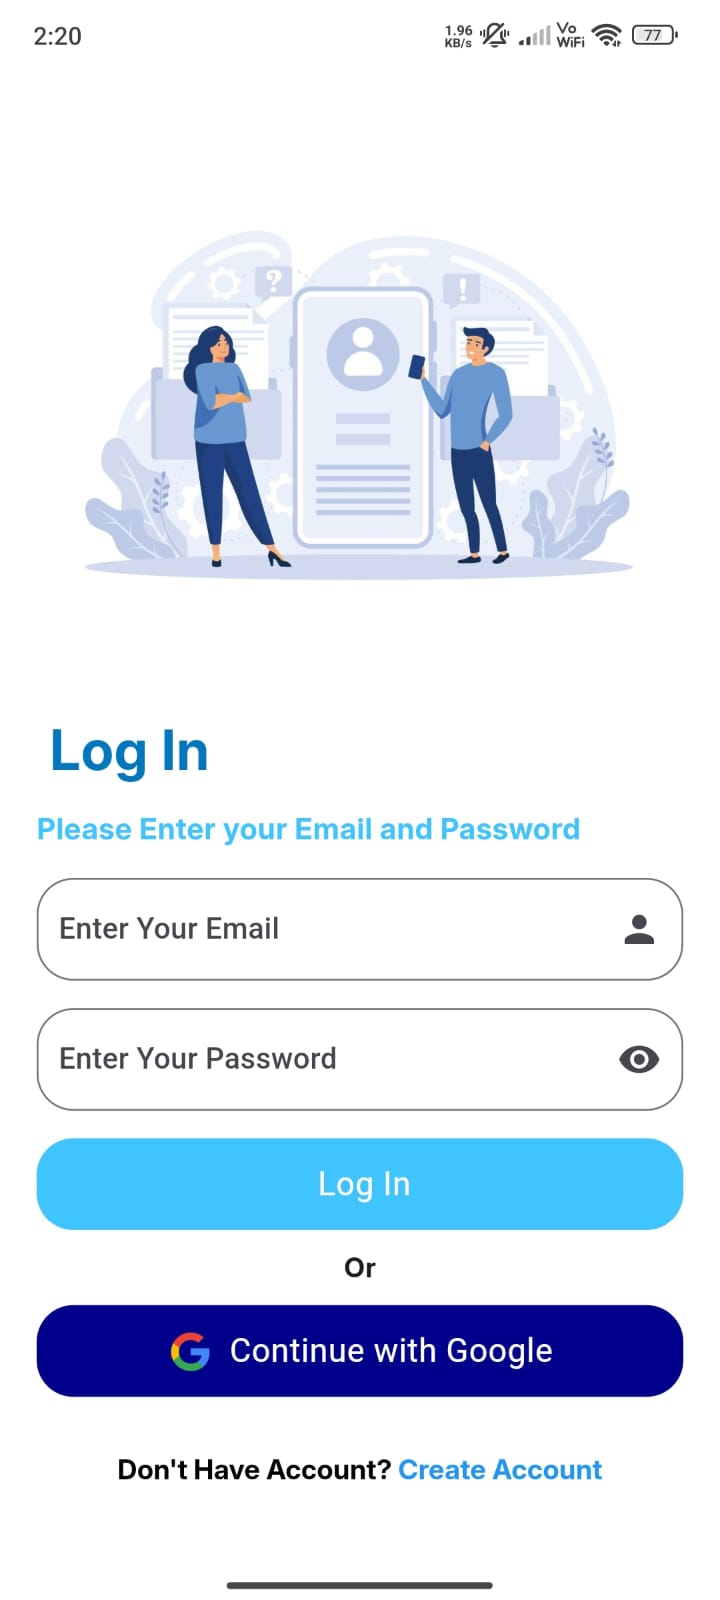 2:20
1.96
KB/s
Vo
WiFi
77
?
!
Log In
Please Enter your Email and Password
Enter Your Email
Enter Your Password
Log In
Or
G Continue with Google
Don't Have Account? Create Account